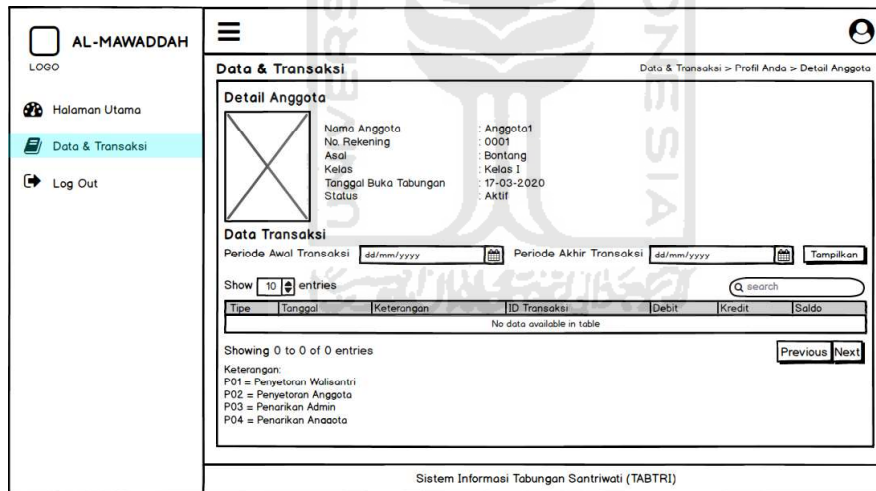 AL-MAWADDAH
LOGO
Halaman Utama
Data & Transaksi
Log Out
Data & Transaksi
Data & Transaksi > Profil Anda > Detail Anggota
Detail Anggota
Nama Anggota : Anggota1
No. Rekening : 0001
Asal : Bontang
Kelas : Kelas I
Tanggal Buka Tabungan : 17-03-2020
Status : Aktif
Data Transaksi
Periode Awal Transaksi dd/mm/yyyy Periode Akhir Transaksi dd/mm/yyyy Tampilkan
Show 10 entries search
Tipe Tanggal Keterangan ID Transaksi Debit Kredit Saldo
No data available in table
Showing 0 to 0 of 0 entries Previous Next
Keterangan:
P01 = Penyetoran Walisantri
P02 = Penyetoran Anggota
P03 = Penarikan Admin
P04 = Penarikan Anggota
Sistem Informasi Tabungan Santriwati (TABTRI)